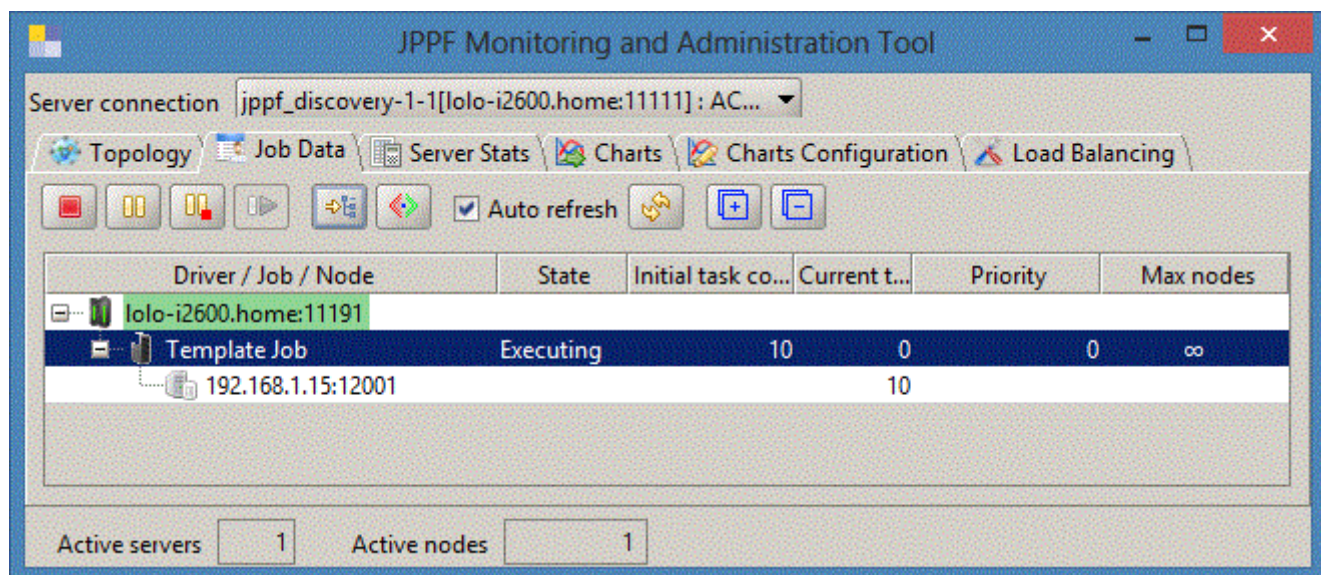 JPPF Monitoring and Administration Tool
Server connection jppf_discovery-1-1[lolo-i2600.home:11111] : AC...
Topology Job Data Server Stats Charts Charts Configuration Load Balancing
Auto refresh
Driver / Job / Node State Initial task co... Current t... Priority Max nodes
lolo-i2600.home:11191
Template Job Executing 10 0 0 ∞
192.168.1.15:12001 10
Active servers 1 Active nodes 1